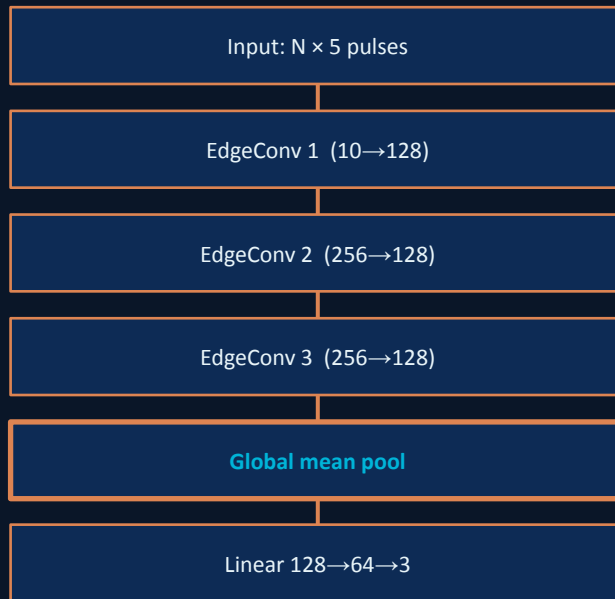 Input: N × 5 pulses
EdgeConv 1 (10→128)
EdgeConv 2 (256→128)
EdgeConv 3 (256→128)
Global mean pool
Linear 128→64→3